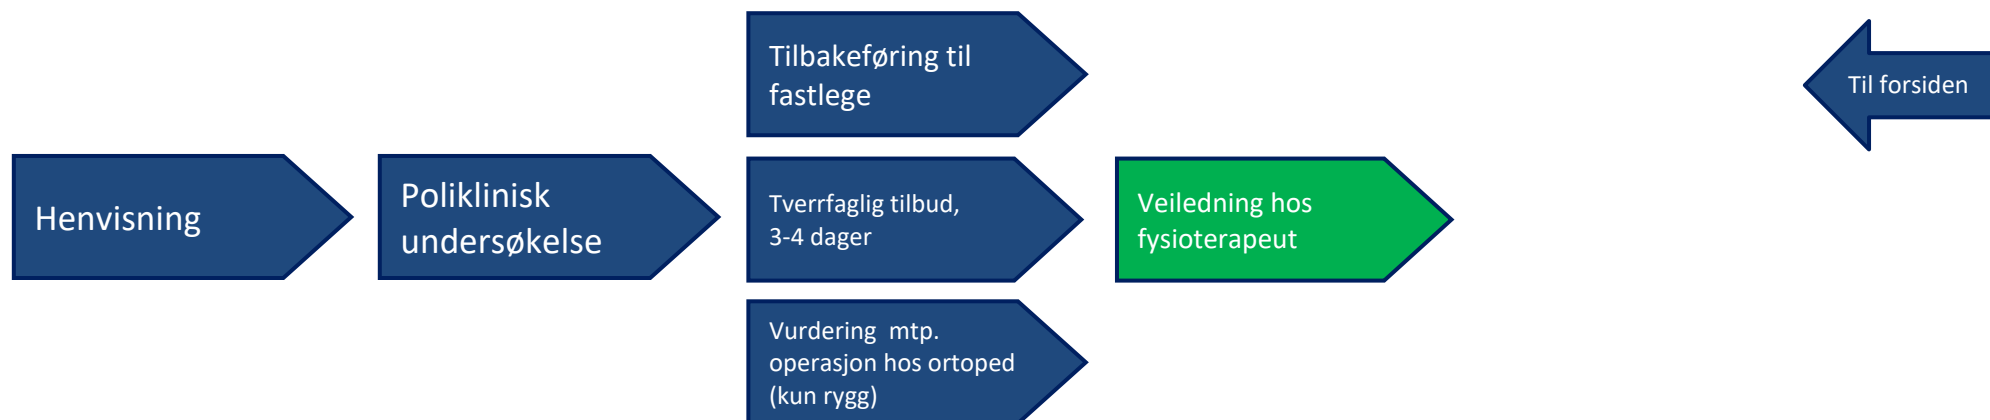 Henvisning
Poliklinisk
undersøkelse
Tilbakeføring til
fastlege
Tverrfaglig tilbud,
3-4 dager
Vurdering  mtp.
operasjon hos ortoped
(kun rygg)
Veiledning hos
fysioterapeut
Til forsiden